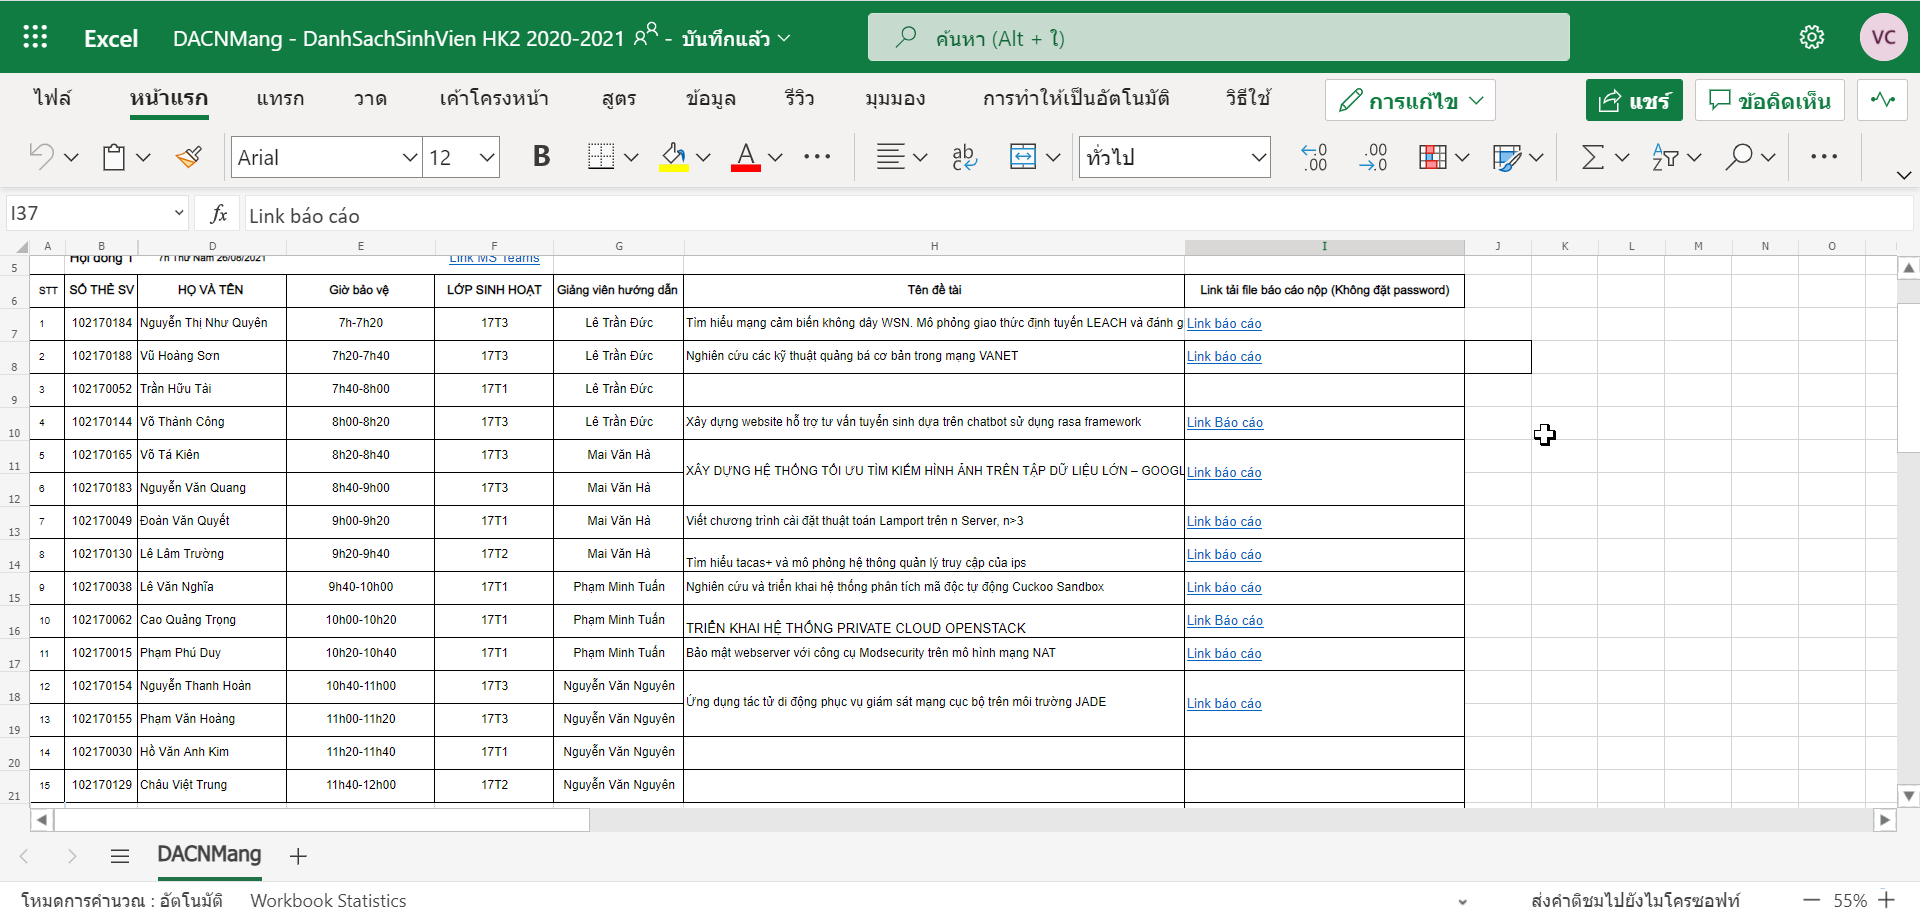 Excel DACNMang - DanhSachSinhVien HK2 2020-2021 - บันทึกแล้ว ค้นหา (Alt + ใ) VC
ไฟล์ หน้าแรก แทรก วาด เค้าโครงหน้า สูตร ข้อมูล รีวิว มุมมอง การทำให้เป็นอัตโนมัติ วิธีใช้ การแก้ไข แชร์ ข้อคิดเห็น
Arial 12 B A ab c ทั่วไป
I37 fx Link báo cáo
A B D E F G H I J K L M N O
5 Hội đồng 1 7h Thứ Năm 26/08/2021 Link MS Teams
6 STT SỐ THẺ SV HỌ VÀ TÊN Giờ bảo vệ LỚP SINH HOẠT Giảng viên hướng dẫn Tên đề tài Link tải file báo cáo nộp (Không đặt password)
7 1 102170184 Nguyễn Thị Như Quyên 7h-7h20 17T3 Lê Trần Đức Tìm hiểu mạng cảm biến không dây WSN. Mô phỏng giao thức định tuyến LEACH và đánh g Link báo cáo
8 2 102170188 Vũ Hoàng Sơn 7h20-7h40 17T3 Lê Trần Đức Nghiên cứu các kỹ thuật quảng bá cơ bản trong mạng VANET Link báo cáo
9 3 102170052 Trần Hữu Tài 7h40-8h00 17T1 Lê Trần Đức
10 4 102170144 Võ Thành Công 8h00-8h20 17T3 Lê Trần Đức Xây dựng website hỗ trợ tư vấn tuyển sinh dựa trên chatbot sử dụng rasa framework Link Báo cáo
11 5 102170165 Võ Tá Kiên 8h20-8h40 17T3 Mai Văn Hà XÂY DỰNG HỆ THỐNG TỐI ƯU TÌM KIẾM HÌNH ẢNH TRÊN TẬP DỮ LIỆU LỚN – GOOGL Link báo cáo
12 6 102170183 Nguyễn Văn Quang 8h40-9h00 17T3 Mai Văn Hà
13 7 102170049 Đoàn Văn Quyết 9h00-9h20 17T1 Mai Văn Hà Viết chương trình cài đặt thuật toán Lamport trên n Server, n>3 Link báo cáo
14 8 102170130 Lê Lâm Trường 9h20-9h40 17T2 Mai Văn Hà Tìm hiểu tacas+ và mô phỏng hệ thông quản lý truy cập của ips Link báo cáo
15 9 102170038 Lê Văn Nghĩa 9h40-10h00 17T1 Phạm Minh Tuấn Nghiên cứu và triển khai hệ thống phân tích mã độc tự động Cuckoo Sandbox Link báo cáo
16 10 102170062 Cao Quảng Trọng 10h00-10h20 17T1 Phạm Minh Tuấn TRIỂN KHAI HỆ THỐNG PRIVATE CLOUD OPENSTACK Link Báo cáo
17 11 102170015 Phạm Phú Duy 10h20-10h40 17T1 Phạm Minh Tuấn Bảo mật webserver với công cụ Modsecurity trên mô hình mạng NAT Link báo cáo
18 12 102170154 Nguyễn Thanh Hoàn 10h40-11h00 17T3 Nguyễn Văn Nguyên Ứng dụng tác tử di động phục vụ giám sát mạng cục bộ trên môi trường JADE Link báo cáo
19 13 102170155 Phạm Văn Hoàng 11h00-11h20 17T3 Nguyễn Văn Nguyên
20 14 102170030 Hồ Văn Anh Kim 11h20-11h40 17T1 Nguyễn Văn Nguyên
21 15 102170129 Châu Việt Trung 11h40-12h00 17T2 Nguyễn Văn Nguyên
DACNMang
โหมดการคำนวณ : อัตโนมัติ Workbook Statistics ส่งคำติชมไปยังไมโครซอฟท์ 55%